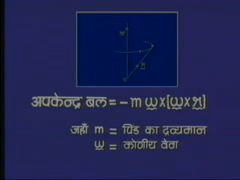 अपकेन्द्र बल = - m ω x [ω x r]
जहाँ m = पिंड का द्रव्यमान
ω = कोणीय वेग